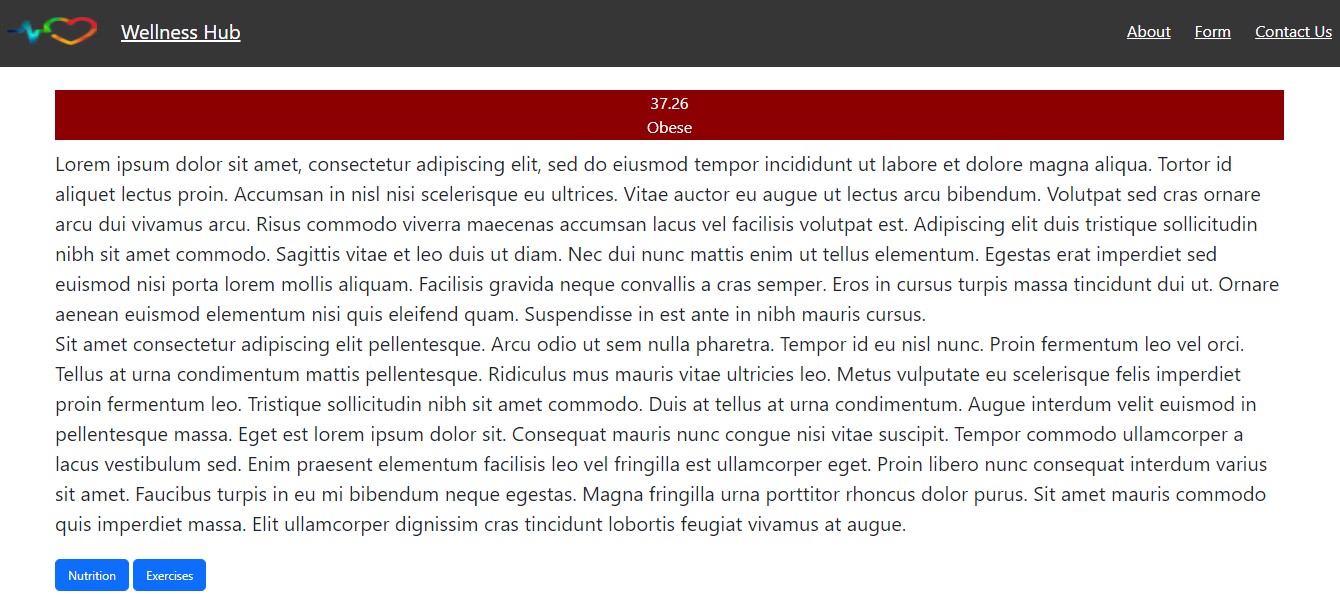 Wellness Hub
About Form Contact Us
37.26
Obese
Lorem ipsum dolor sit amet, consectetur adipiscing elit, sed do eiusmod tempor incididunt ut labore et dolore magna aliqua. Tortor id
aliquet lectus proin. Accumsan in nisl nisi scelerisque eu ultrices. Vitae auctor eu augue ut lectus arcu bibendum. Volutpat sed cras ornare
arcu dui vivamus arcu. Risus commodo viverra maecenas accumsan lacus vel facilisis volutpat est. Adipiscing elit duis tristique sollicitudin
nibh sit amet commodo. Sagittis vitae et leo duis ut diam. Nec dui nunc mattis enim ut tellus elementum. Egestas erat imperdiet sed
euismod nisi porta lorem mollis aliquam. Facilisis gravida neque convallis a cras semper. Eros in cursus turpis massa tincidunt dui ut. Ornare
aenean euismod elementum nisi quis eleifend quam. Suspendisse in est ante in nibh mauris cursus.
Sit amet consectetur adipiscing elit pellentesque. Arcu odio ut sem nulla pharetra. Tempor id eu nisl nunc. Proin fermentum leo vel orci.
Tellus at urna condimentum mattis pellentesque. Ridiculus mus mauris vitae ultricies leo. Metus vulputate eu scelerisque felis imperdiet
proin fermentum leo. Tristique sollicitudin nibh sit amet commodo. Duis at tellus at urna condimentum. Augue interdum velit euismod in
pellentesque massa. Eget est lorem ipsum dolor sit. Consequat mauris nunc congue nisi vitae suscipit. Tempor commodo ullamcorper a
lacus vestibulum sed. Enim praesent elementum facilisis leo vel fringilla est ullamcorper eget. Proin libero nunc consequat interdum varius
sit amet. Faucibus turpis in eu mi bibendum neque egestas. Magna fringilla urna porttitor rhoncus dolor purus. Sit amet mauris commodo
quis imperdiet massa. Elit ullamcorper dignissim cras tincidunt lobortis feugiat vivamus at augue.
Nutrition Exercises